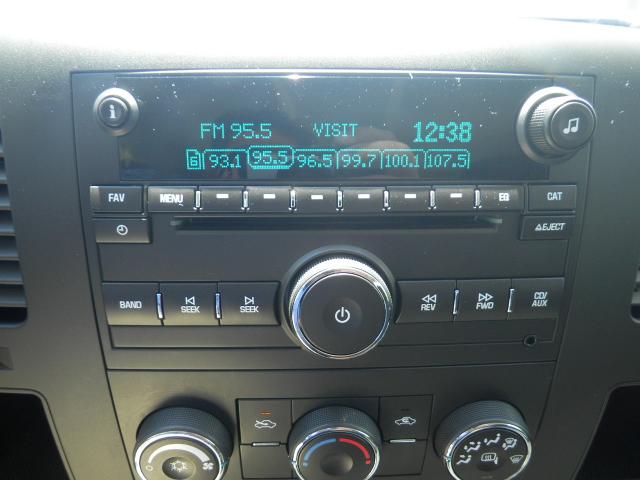 FM 95.5 VISIT 12:38
6 93.1 95.5 96.5 99.7 100.1 107.5
FAV MENU EQ CAT
EJECT
BAND SEEK SEEK REV FWD CD/
AUX